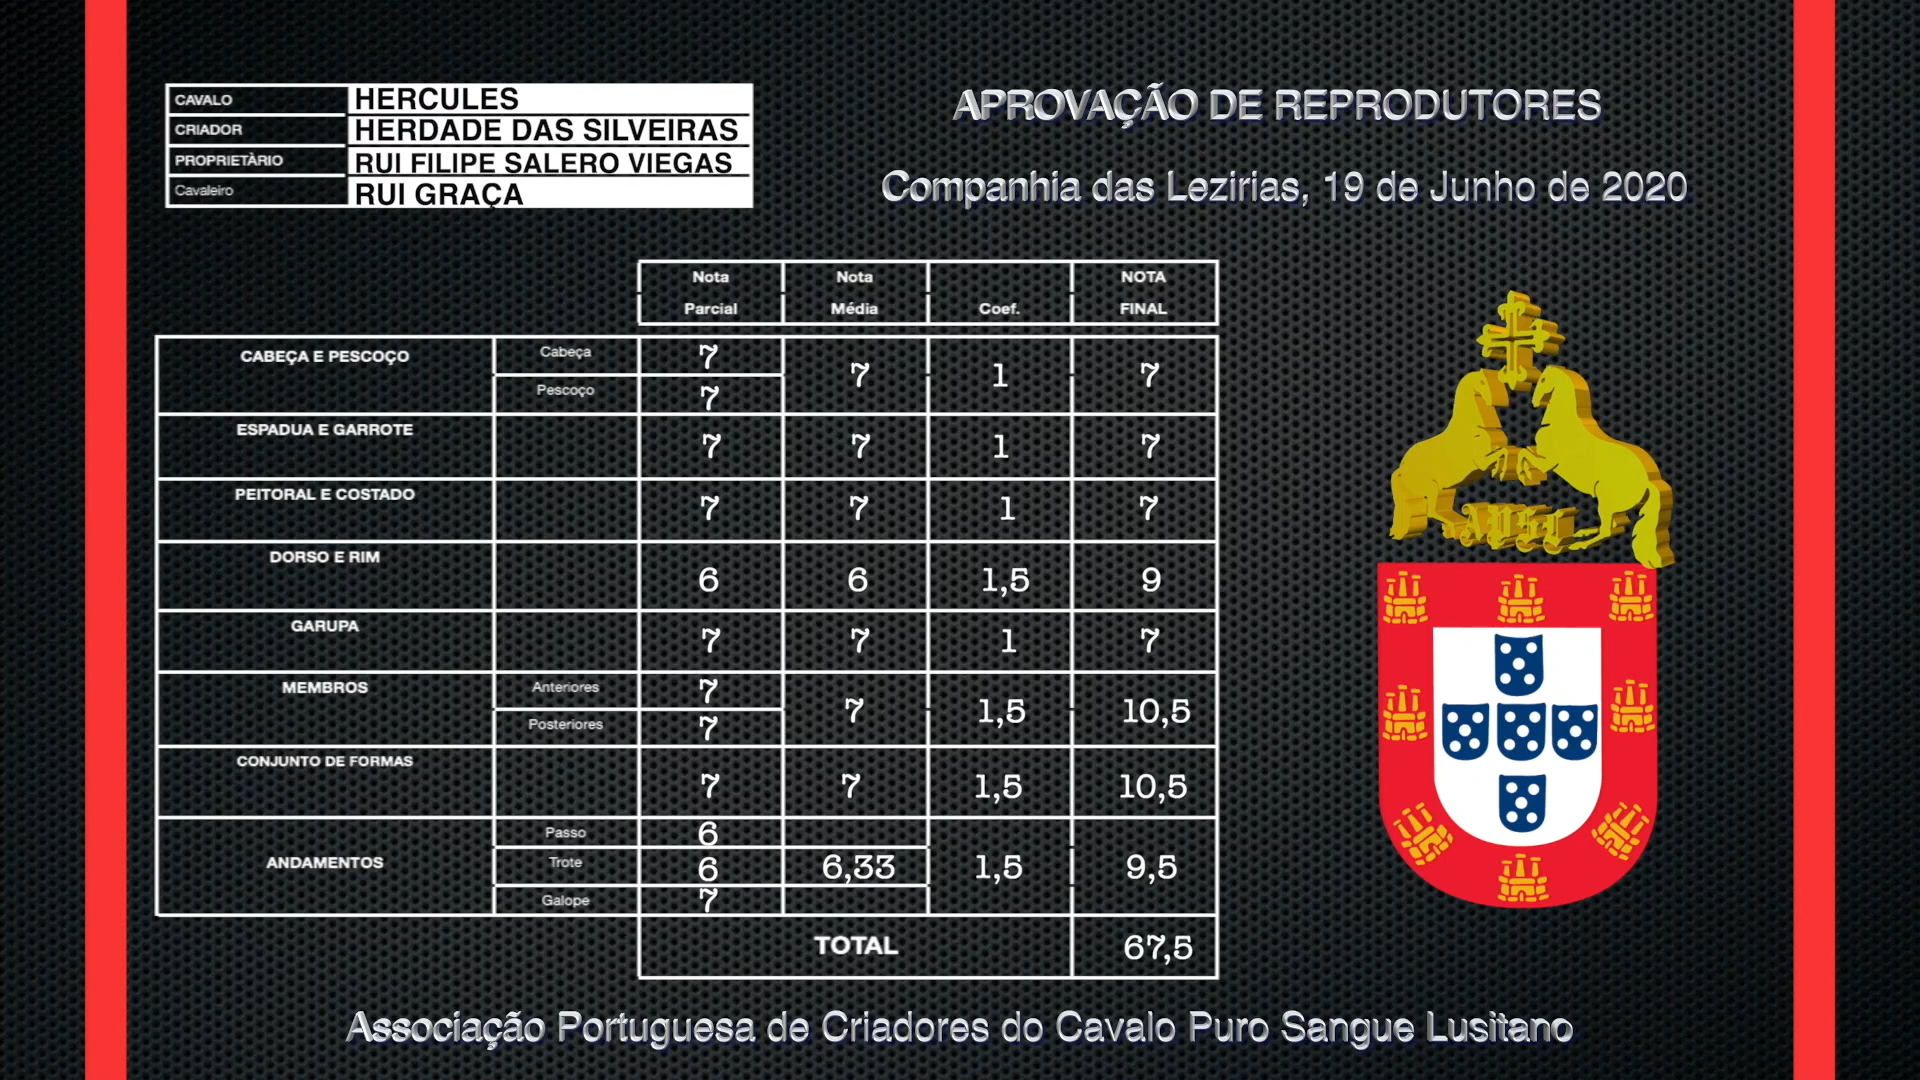 CAVALO HERCULES
CRIADOR HERDADE DAS SILVEIRAS
PROPRIETÀRIO RUI FILIPE SALERO VIEGAS
Cavaleiro RUI GRAÇA
APROVAÇÃO DE REPRODUTORES
Companhia das Lezirias, 19 de Junho de 2020
Nota Parcial Nota Média Coef. NOTA FINAL
CABEÇA E PESCOÇO Cabeça 7 7 1 7
Pescoço 7
ESPADUA E GARROTE 7 7 1 7
PEITORAL E COSTADO 7 7 1 7
DORSO E RIM 6 6 1,5 9
GARUPA 7 7 1 7
MEMBROS Anteriores 7 7 1,5 10,5
Posteriores 7
CONJUNTO DE FORMAS 7 7 1,5 10,5
ANDAMENTOS Passo 6
Trote 6 6,33 1,5 9,5
Galope 7
TOTAL 67,5
Associação Portuguesa de Criadores do Cavalo Puro Sangue Lusitano